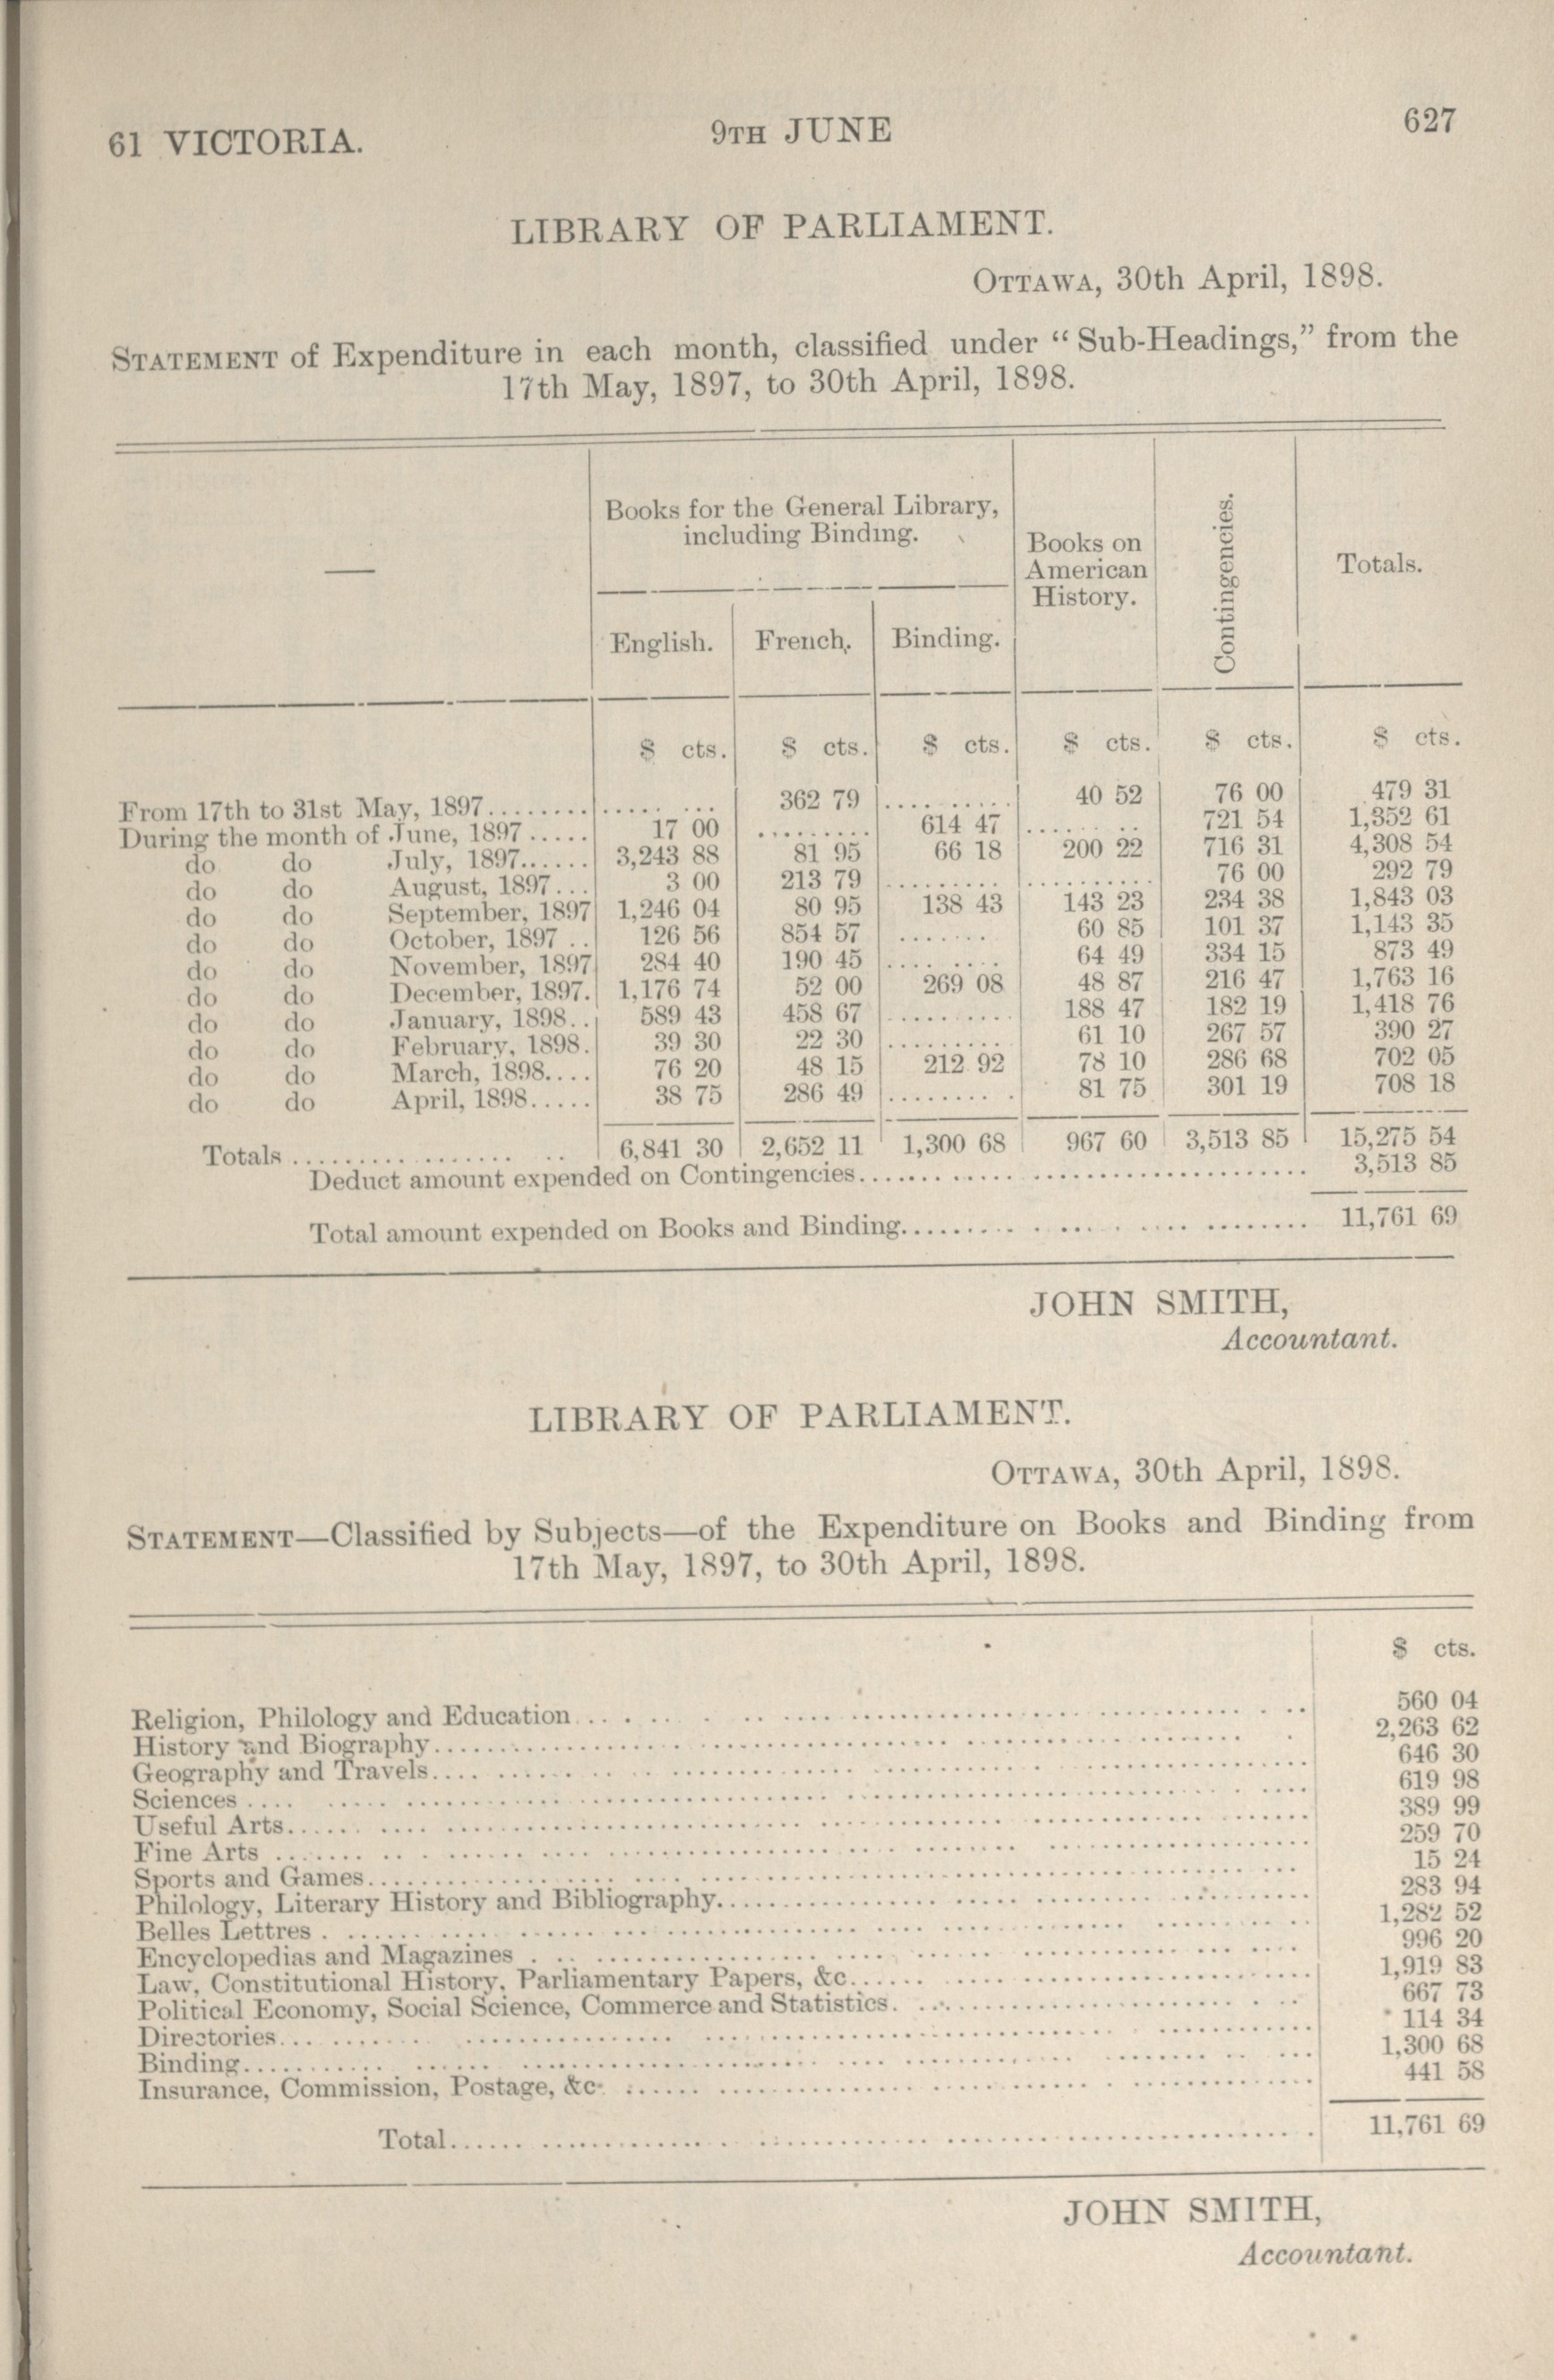 61 VICTORIA. 9TH JUNE 627
LIBRARY OF PARLIAMENT.
OTTAWA, 30th April, 1898.
STATEMENT of Expenditure in each month, classified under “Sub-Headings,” from the
17th May, 1897, to 30th April, 1898.
Books for the General Library,
including Binding.
Books on
American
History.
Contingencies.
Totals.
English. French. Binding.
$ cts. $ cts. $ cts. $ cts. $ cts. $ cts.
From 17th to 31st May, 1897........ ........ 362 79 ........ 40 52 76 00 479 31
During the month of June, 1897..... 17 00 ........ 614 47 ........ 721 54 1,352 61
do do July, 1897...... 3,243 88 81 95 66 18 200 22 716 31 4,308 54
do do August, 1897... 3 00 213 79 ........ ........ 76 00 292 79
do do September, 1897 1,246 04 80 95 138 43 143 23 234 38 1,843 03
do do October, 1897 .. 126 56 854 57 ........ 60 85 101 37 1,143 35
do do November, 1897 284 40 190 45 ........ 64 49 334 15 873 49
do do December, 1897. 1,176 74 52 00 269 08 48 87 216 47 1,763 16
do do January, 1898.. 589 43 458 67 ........ 188 47 182 19 1,418 76
do do February, 1898. 39 30 22 30 ........ 61 10 267 57 390 27
do do March, 1898.... 76 20 48 15 212 92 78 10 286 68 702 05
do do April, 1898..... 38 75 286 49 ........ 81 75 301 19 708 18
Totals........ 6,841 30 2,652 11 1,300 68 967 60 3,513 85 15,275 54
Deduct amount expended on Contingencies........ 3,513 85
Total amount expended on Books and Binding........ 11,761 69
JOHN SMITH,
Accountant.
LIBRARY OF PARLIAMENT.
OTTAWA, 30th April, 1898.
STATEMENT—Classified by Subjects—of the Expenditure on Books and Binding from
17th May, 1897, to 30th April, 1898.
$ cts.
Religion, Philology and Education........ 560 04
History and Biography........ 2,263 62
Geography and Travels........ 646 30
Sciences........ 619 98
Useful Arts........ 389 99
Fine Arts........ 259 70
Sports and Games........ 15 24
Philology, Literary History and Bibliography........ 283 94
Belles Lettres........ 1,282 52
Encyclopedias and Magazines........ 996 20
Law, Constitutional History, Parliamentary Papers, &c........ 1,919 83
Political Economy, Social Science, Commerce and Statistics........ 667 73
Directories........ 114 34
Binding........ 1,300 68
Insurance, Commission, Postage, &c........ 441 58
Total........ 11,761 69
JOHN SMITH,
Accountant.